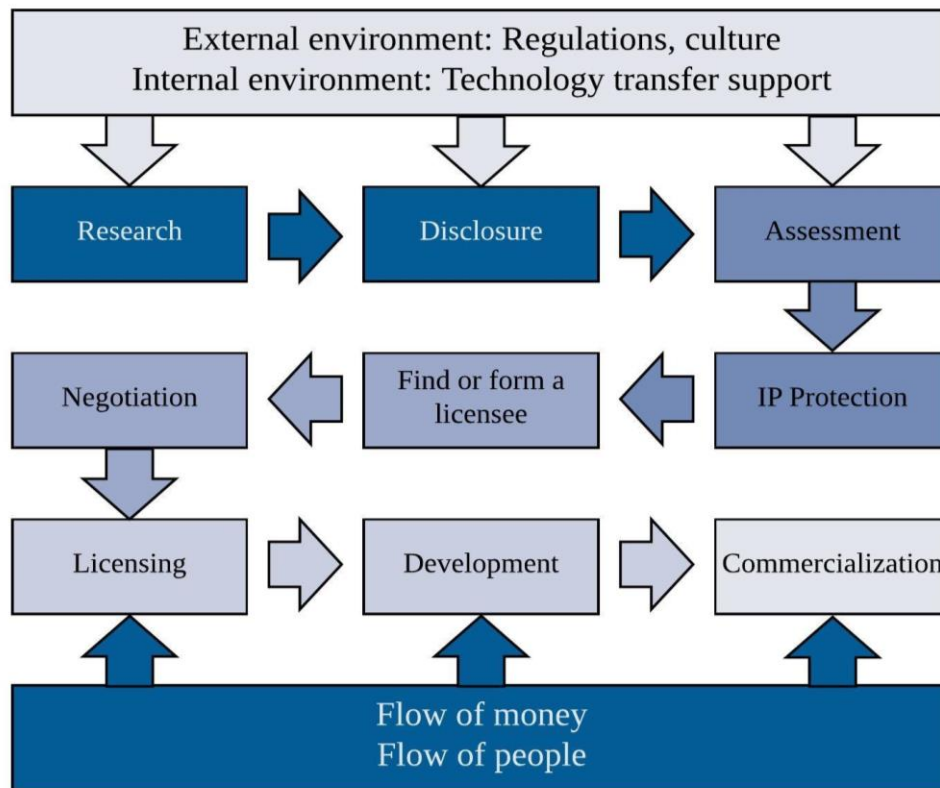 External environment: Regulations, culture
Internal environment: Technology transfer support
Research
Disclosure
Assessment
Negotiation
Find or form a
licensee
IP Protection
Licensing
Development
Commercialization
Flow of money
Flow of people